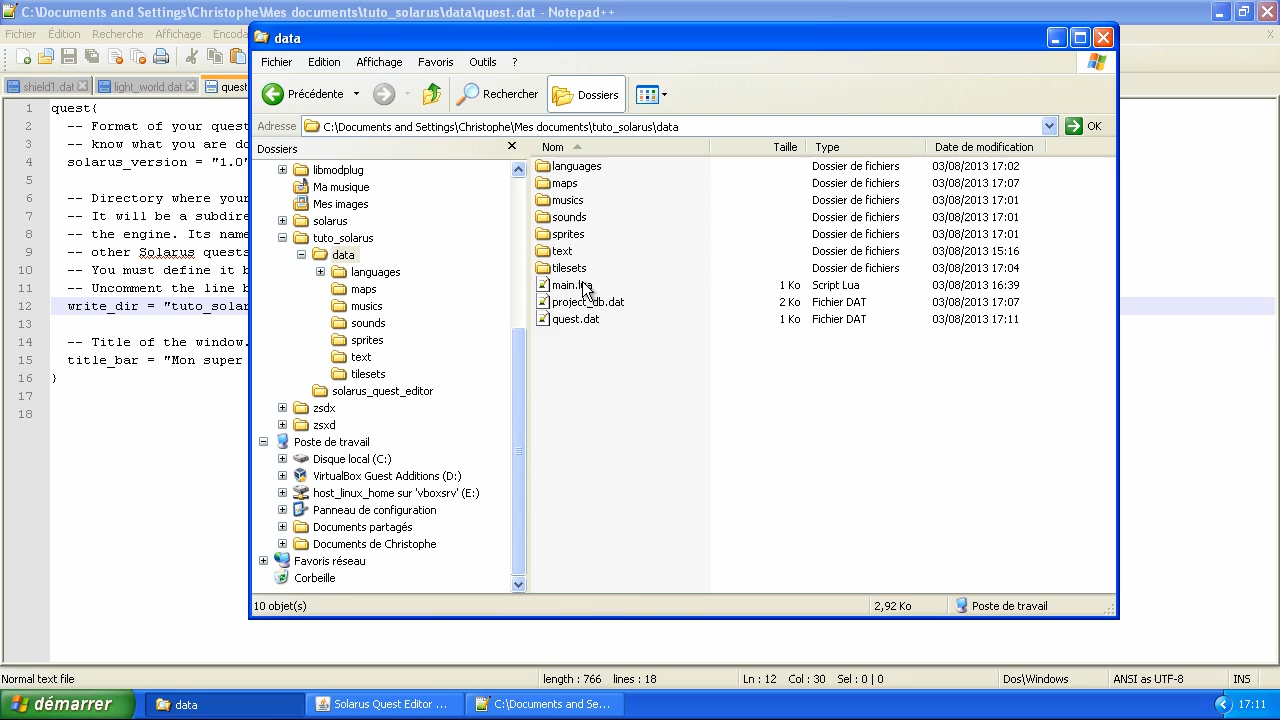 C:\Documents and Settings\Christophe\Mes documents\tuto_solarus\data\quest.dat - Notepad++
Fichier Édition Recherche Affichage Encoda
X
shield1.dat light_world.dat quest
1 quest{
2 -- Format of your quest
3 -- know what you are do
4 solarus_version = "1.0"
5
6 -- Directory where your
7 -- It will be a subdire
8 -- the engine. Its name
9 -- other Solarus quests
10 -- You must define it b
11 -- Uncomment the line b
12 write_dir = "tuto_solar
13
14 -- Title of the window.
15 title_bar = "Mon super
16 }
17
18
data
Fichier Edition Affichage Favoris Outils ?
Précédente Rechercher Dossiers
Adresse C:\Documents and Settings\Christophe\Mes documents\tuto_solarus\data OK
Dossiers
libmodplug
Ma musique
Mes images
solarus
tuto_solarus
data
languages
maps
musics
sounds
sprites
text
tilesets
solarus_quest_editor
zsdx
zsxd
Poste de travail
Disque local (C:)
VirtualBox Guest Additions (D:)
host_linux_home sur 'vboxsrv' (E:)
Panneau de configuration
Documents partagés
Documents de Christophe
Favoris réseau
Corbeille
Nom Taille Type Date de modification
languages Dossier de fichiers 03/08/2013 17:02
maps Dossier de fichiers 03/08/2013 17:07
musics Dossier de fichiers 03/08/2013 17:01
sounds Dossier de fichiers 03/08/2013 17:01
sprites Dossier de fichiers 03/08/2013 17:01
text Dossier de fichiers 03/08/2013 15:16
tilesets Dossier de fichiers 03/08/2013 17:04
main.lua 1 Ko Script Lua 03/08/2013 16:39
project_db.dat 2 Ko Fichier DAT 03/08/2013 17:07
quest.dat 1 Ko Fichier DAT 03/08/2013 17:11
10 objet(s) 2,92 Ko Poste de travail
Normal text file length : 766 lines : 18 Ln : 12 Col : 30 Sel : 0 | 0 Dos\Windows ANSI as UTF-8 INS
démarrer data Solarus Quest Editor ... C:\Documents and Se... 17:11